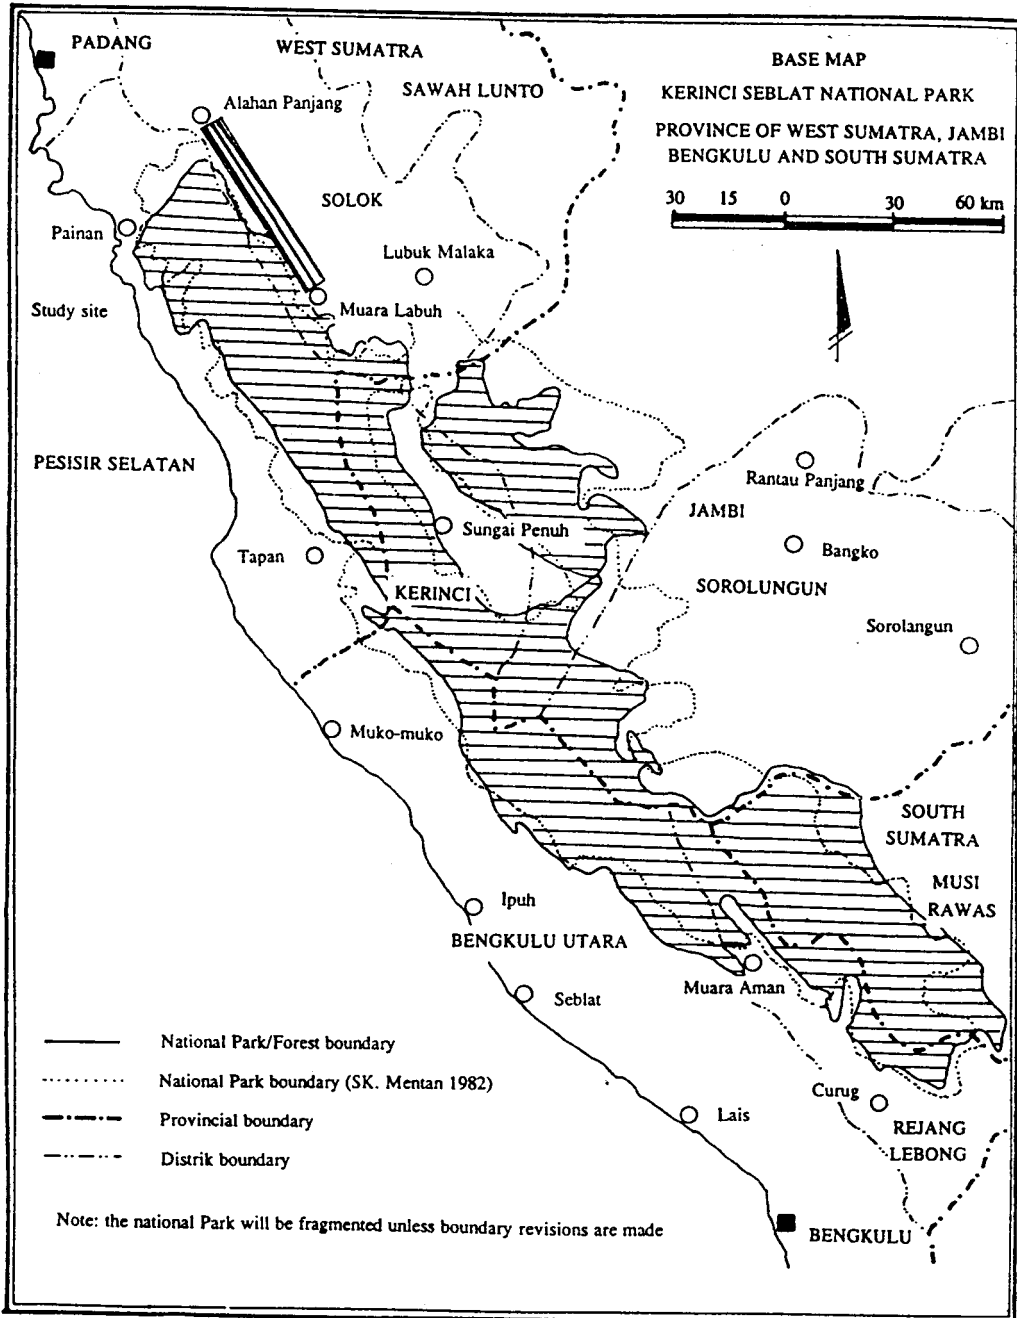 PADANG
WEST SUMATRA
SAWAH LUNTO
Alahan Panjang
BASE MAP
KERINCI SEBLAT NATIONAL PARK
PROVINCE OF WEST SUMATRA, JAMBI
BENGKULU AND SOUTH SUMATRA
30 15 0 30 60 km
SOLOK
Painan
Lubuk Malaka
Study site
Muara Labuh
PESISIR SELATAN
Rantau Panjang
JAMBI
Sungai Penuh
Bangko
Tapan
KERINCI
SOROLUNGUN
Sorolangun
Muko-muko
SOUTH
SUMATRA
MUSI
RAWAS
Ipuh
BENGKULU UTARA
Muara Aman
Seblat
National Park/Forest boundary
National Park boundary (SK. Mentan 1982)
Provincial boundary
Distrik boundary
Curug
Lais
REJANG
LEBONG
Note: the national Park will be fragmented unless boundary revisions are made
BENGKULU